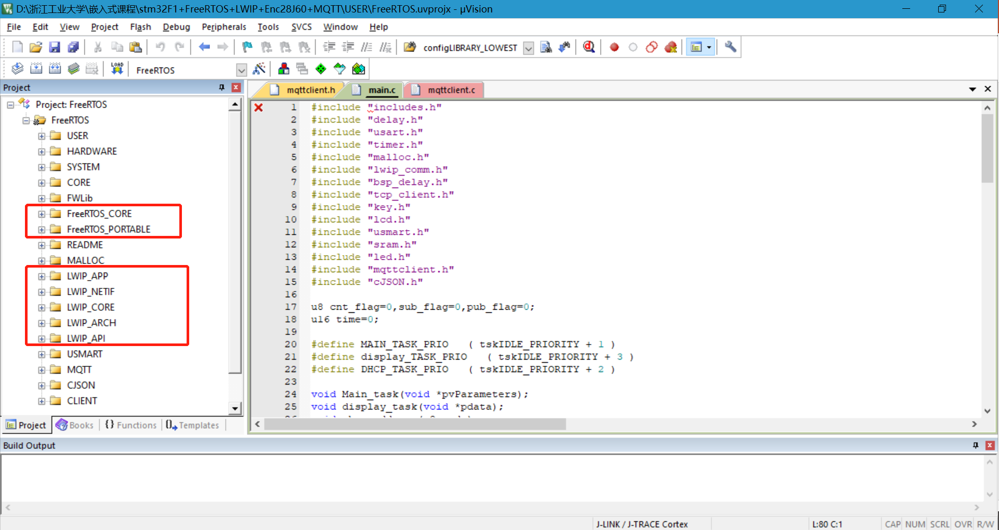 D:\浙江工业大学\嵌入式课程\stm32F1+FreeRTOS+LWIP+Enc28J60+MQTT\USER\FreeRTOS.uvprojx - µVision
File Edit View Project Flash Debug Peripherals Tools SVCS Window Help
configLIBRARY_LOWEST
LOAD
FreeRTOS
Project
mqttclient.h main.c mqttclient.c
Project: FreeRTOS
FreeRTOS
USER
HARDWARE
SYSTEM
CORE
FWLib
FreeRTOS_CORE
FreeRTOS_PORTABLE
README
MALLOC
LWIP_APP
LWIP_NETIF
LWIP_CORE
LWIP_ARCH
LWIP_API
USMART
MQTT
CJSON
CLIENT
Project Books {} Functions Templates
1 #include "includes.h"
2 #include "delay.h"
3 #include "usart.h"
4 #include "timer.h"
5 #include "malloc.h"
6 #include "lwip_comm.h"
7 #include "bsp_delay.h"
8 #include "tcp_client.h"
9 #include "key.h"
10 #include "lcd.h"
11 #include "usmart.h"
12 #include "sram.h"
13 #include "led.h"
14 #include "mqttclient.h"
15 #include "cJSON.h"
16
17 u8 cnt_flag=0,sub_flag=0,pub_flag=0;
18 u16 time=0;
19
20 #define MAIN_TASK_PRIO ( tskIDLE_PRIORITY + 1 )
21 #define display_TASK_PRIO ( tskIDLE_PRIORITY + 3 )
22 #define DHCP_TASK_PRIO ( tskIDLE_PRIORITY + 2 )
23
24 void Main_task(void *pvParameters);
25 void display_task(void *pdata);
Build Output
J-LINK / J-TRACE Cortex L:80 C:1 CAP NUM SCRL OVR R/W